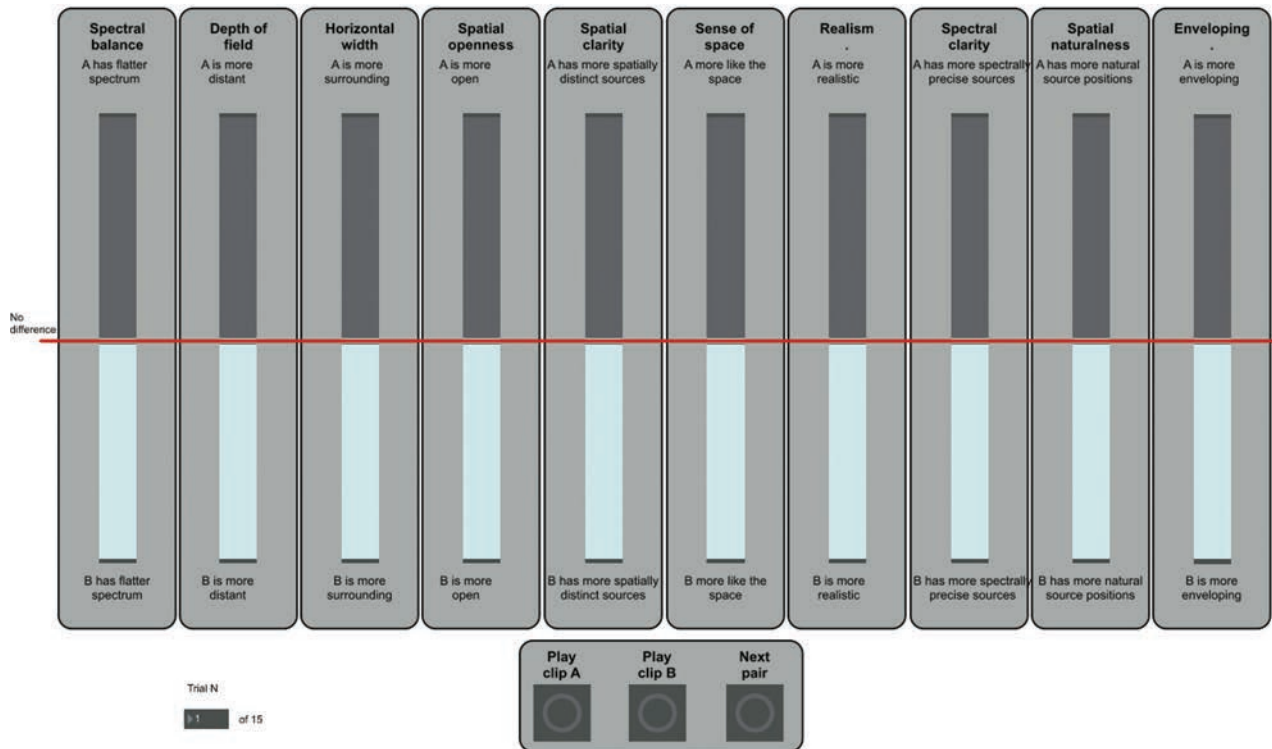 Spectral
balance
A has flatter
spectrum
Depth of
field
A is more
distant
Horizontal
width
A is more
surrounding
Spatial
openness
A is more
open
Spatial
clarity
A has more spatially
distinct sources
Sense of
space
A more like the
space
Realism
.
A is more
realistic
Spectral
clarity
A has more spectrally
precise sources
Spatial
naturalness
A has more natural
source positions
Enveloping
.
A is more
enveloping
No
difference
B has flatter
spectrum
B is more
distant
B is more
surrounding
B is more
open
B has more spatially
distinct sources
B more like the
space
B is more
realistic
B has more spectrally
precise sources
B has more natural
source positions
B is more
enveloping
Play
clip A
Play
clip B
Next
pair
Trial N
1
of 15